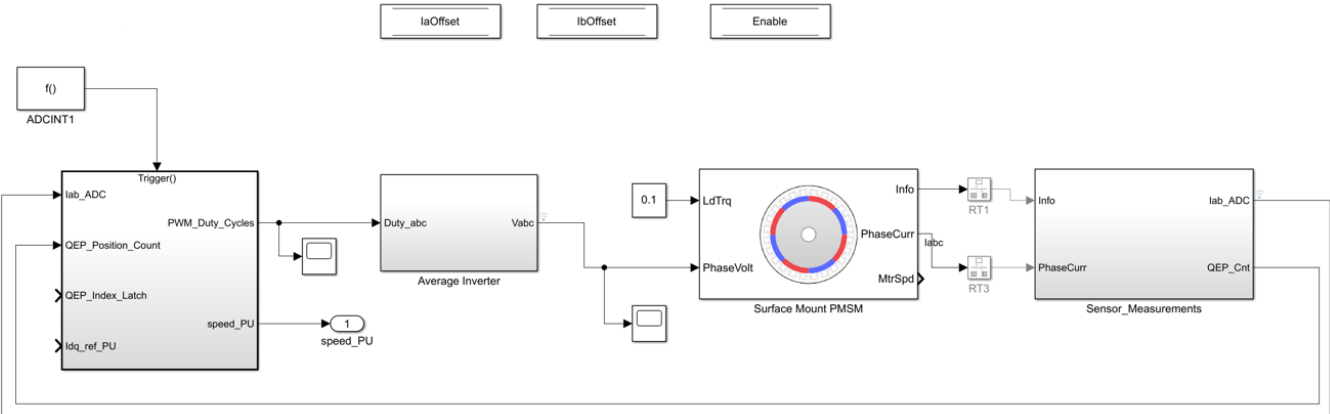 IaOffset
IbOffset
Enable
f()
ADCINT1
Trigger()
Iab_ADC
QEP_Position_Count
QEP_Index_Latch
Idq_ref_PU
PWM_Duty_Cycles
speed_PU
1
speed_PU
Duty_abc
Vabc
Average Inverter
0.1
LdTrq
PhaseVolt
Info
PhaseCurr
MtrSpd
Surface Mount PMSM
Iabc
RT1
RT3
Info
PhaseCurr
Iab_ADC
QEP_Cnt
Sensor_Measurements